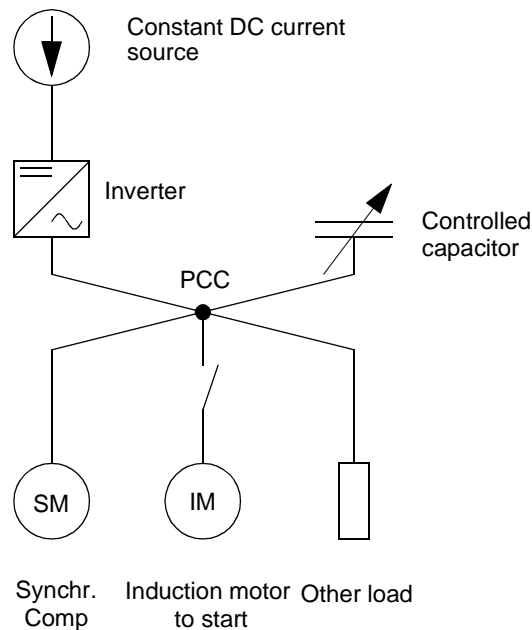 Constant DC current
source
Inverter
Controlled
capacitor
PCC
SM
IM
Synchr.
Comp
Induction motor
to start
Other load